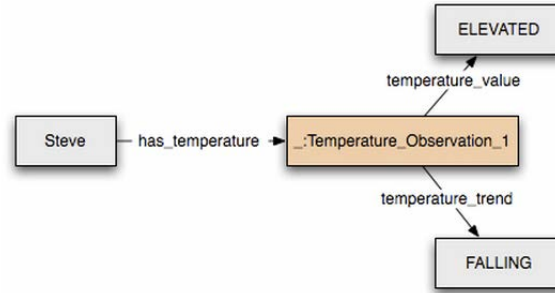 ELEVATED
temperature_value
Steve
has_temperature
_:Temperature_Observation_1
temperature_trend
FALLING